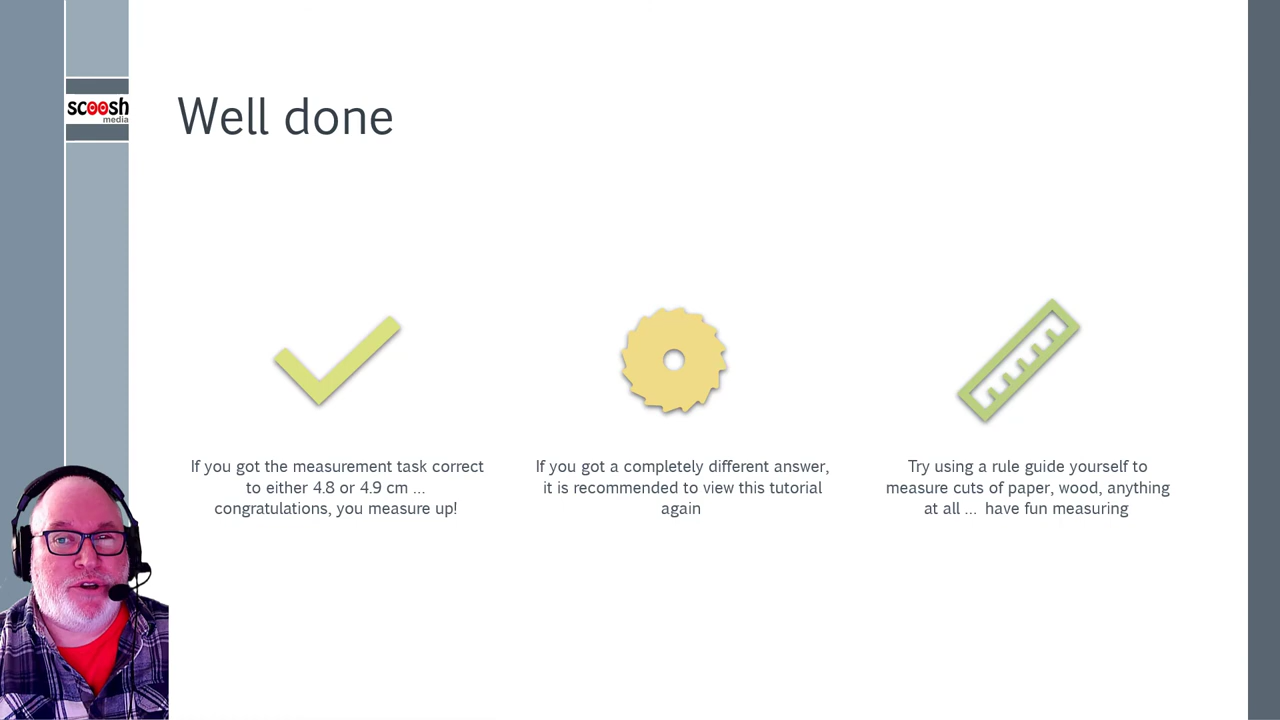 scoosh
media
Well done
If you got the measurement task correct
to either 4.8 or 4.9 cm ...
congratulations, you measure up!
If you got a completely different answer,
it is recommended to view this tutorial
again
Try using a rule guide yourself to
measure cuts of paper, wood, anything
at all ...  have fun measuring